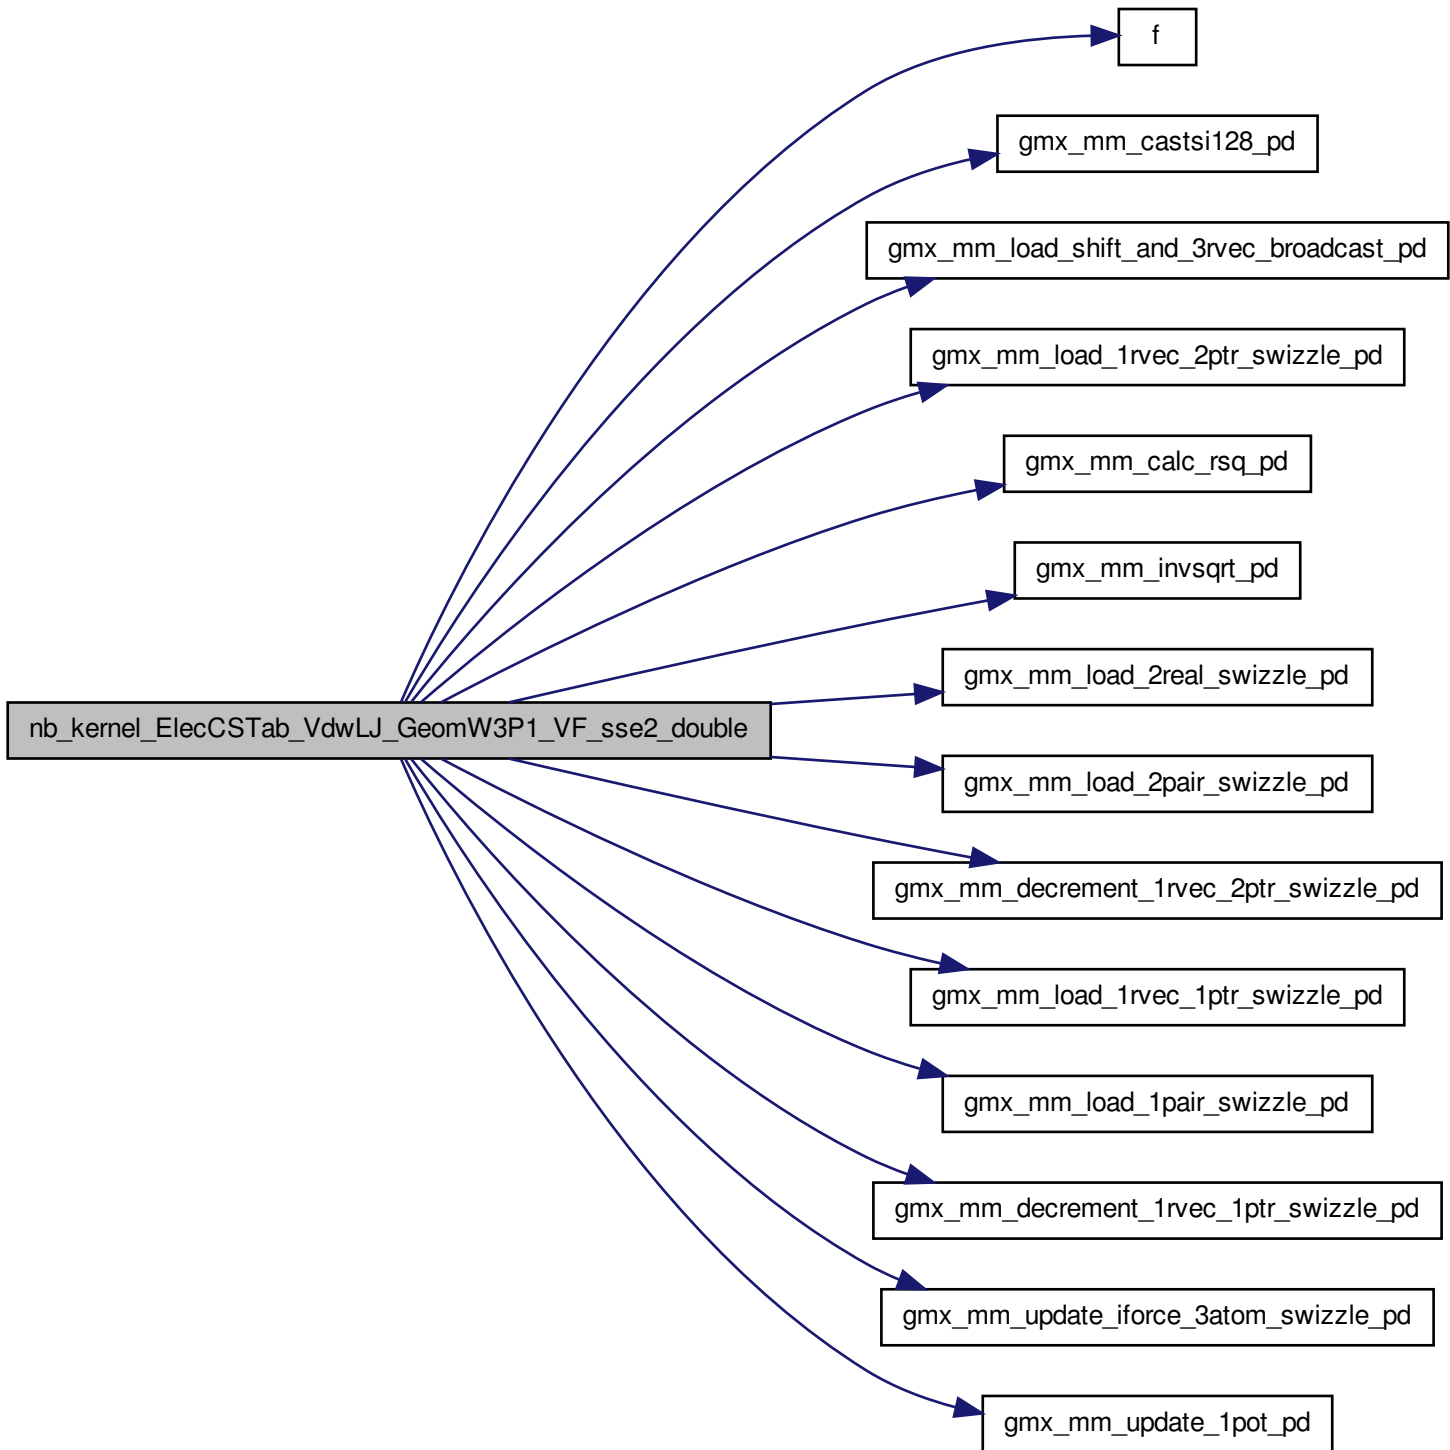 f
gmx_mm_castsi128_pd
gmx_mm_load_shift_and_3rvec_broadcast_pd
gmx_mm_load_1rvec_2ptr_swizzle_pd
gmx_mm_calc_rsq_pd
gmx_mm_invsqrt_pd
gmx_mm_load_2real_swizzle_pd
nb_kernel_ElecCSTab_VdwLJ_GeomW3P1_VF_sse2_double
gmx_mm_load_2pair_swizzle_pd
gmx_mm_decrement_1rvec_2ptr_swizzle_pd
gmx_mm_load_1rvec_1ptr_swizzle_pd
gmx_mm_load_1pair_swizzle_pd
gmx_mm_decrement_1rvec_1ptr_swizzle_pd
gmx_mm_update_iforce_3atom_swizzle_pd
gmx_mm_update_1pot_pd